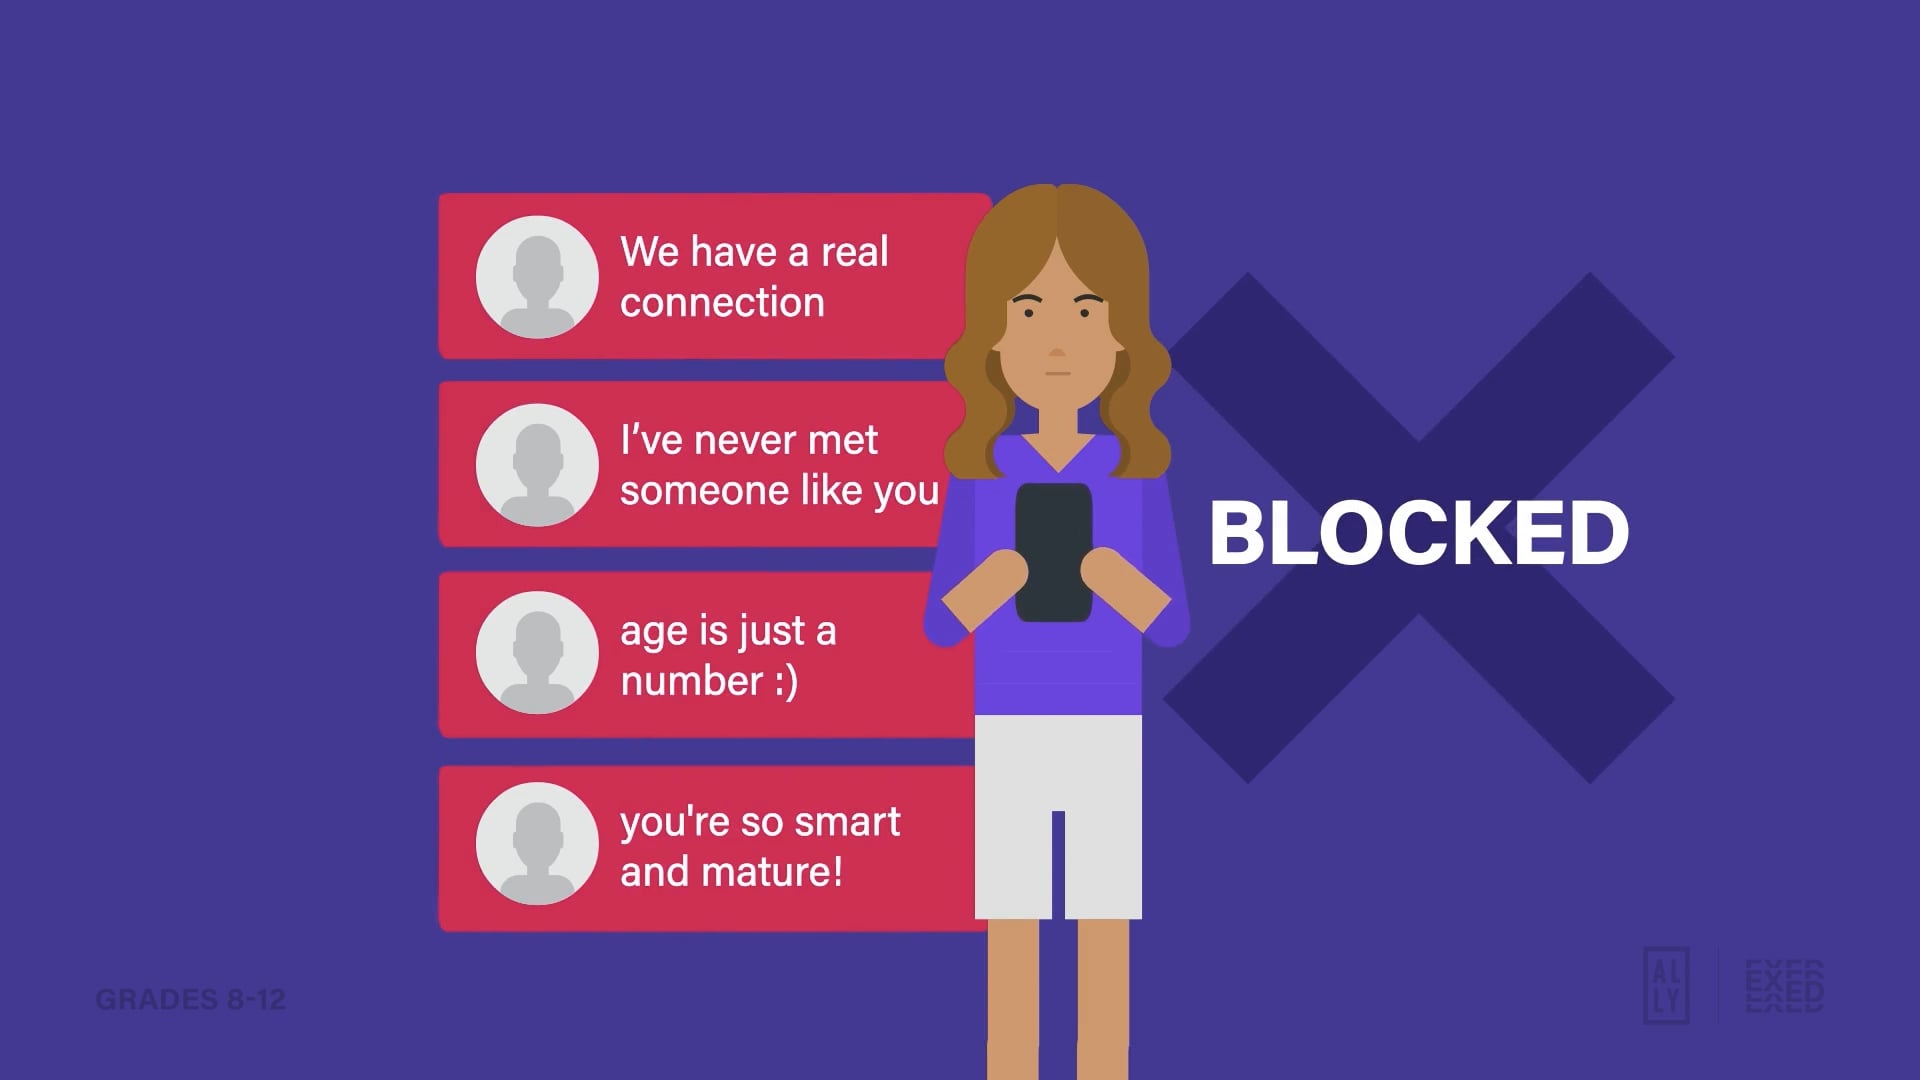 We have a real
connection
I've never met
someone like you
age is just a
number :)
you're so smart
and mature!
BLOCKED
GRADES 8-12
AL
LY
EXED